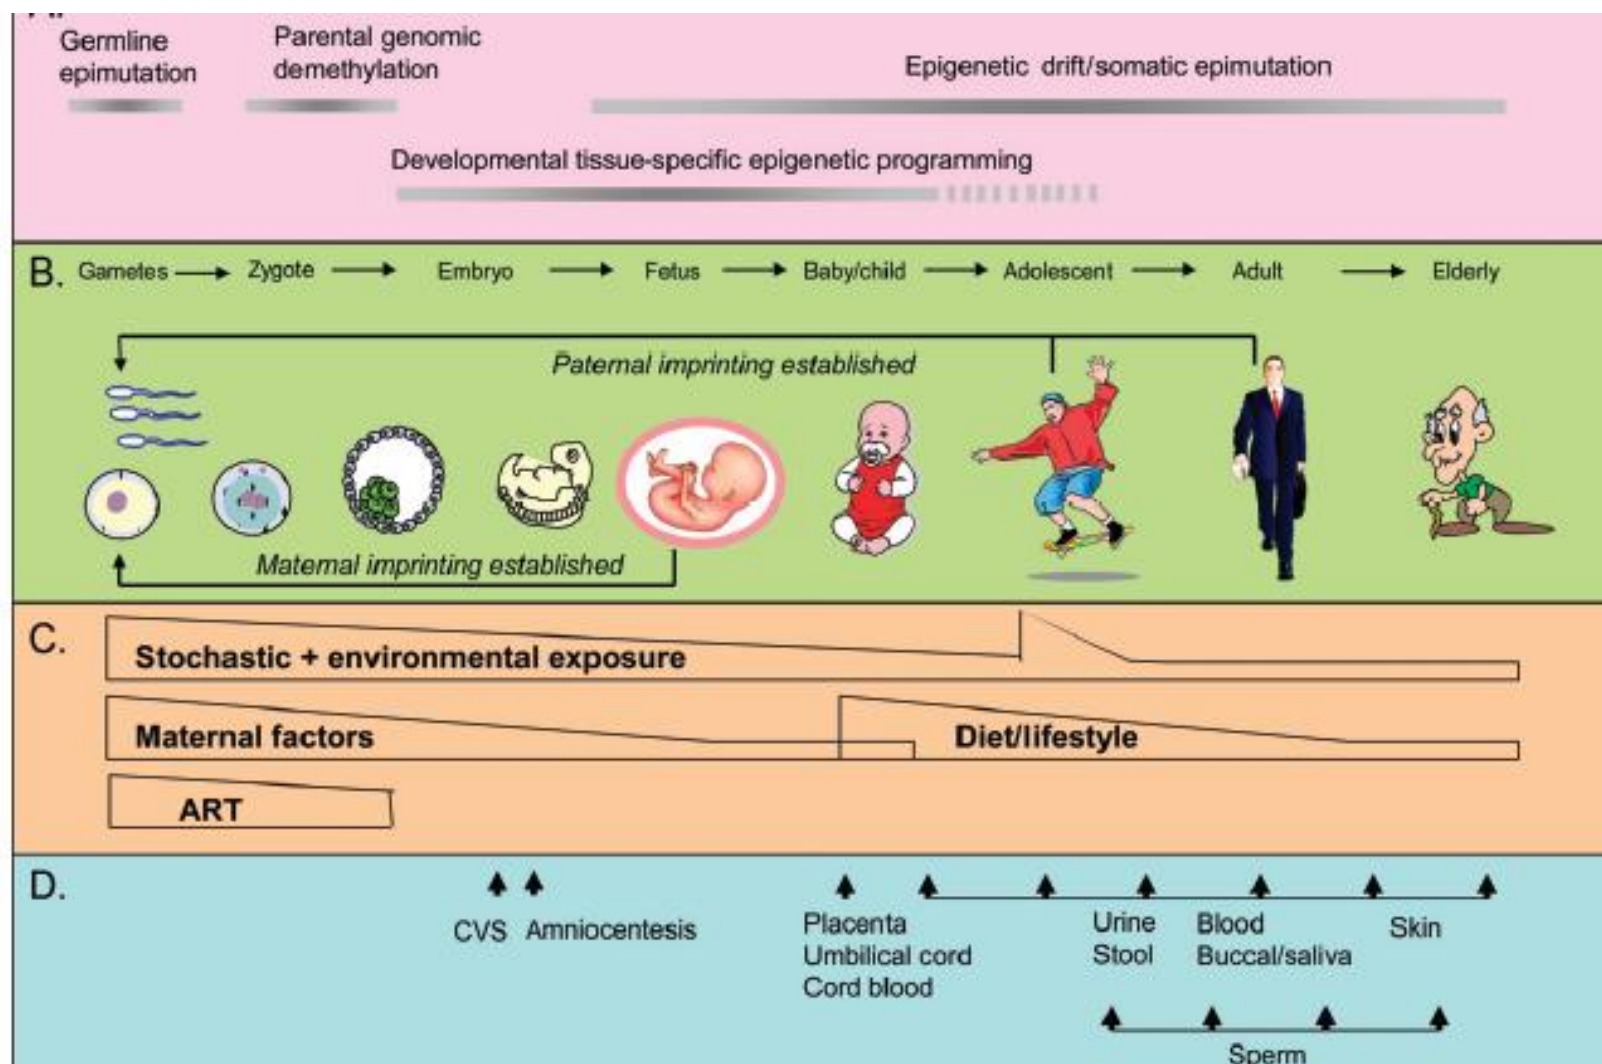 Germline
epimutation
Parental genomic
demethylation
Epigenetic drift/somatic epimutation
Developmental tissue-specific epigenetic programming
B. Gametes Zygote Embryo Fetus Baby/child Adolescent Adult Elderly
Paternal imprinting established
Maternal imprinting established
C.
Stochastic + environmental exposure
Maternal factors
Diet/lifestyle
ART
D.
CVS Amniocentesis
Placenta
Umbilical cord
Cord blood
Urine
Stool
Blood
Buccal/saliva
Skin
Sperm